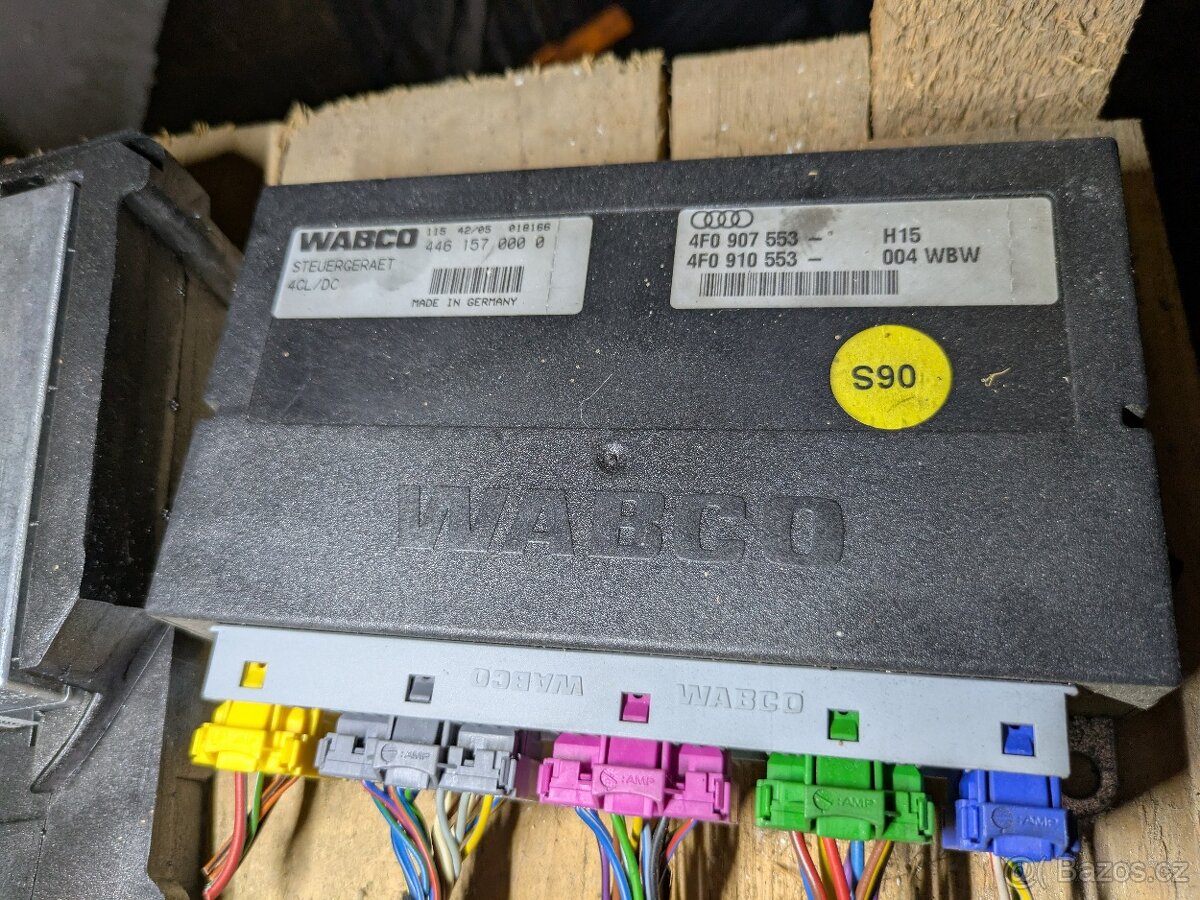 WABCO 115 42/05 018166
446 157 000 0
STEUERGERAET
4CL/DC
MADE IN GERMANY
4F0 907 553 - H15
4F0 910 553 - 004 WBW
S90
WABCO
WABCO WABCO
AMP AMP AMP AMP
Bazoš.cz